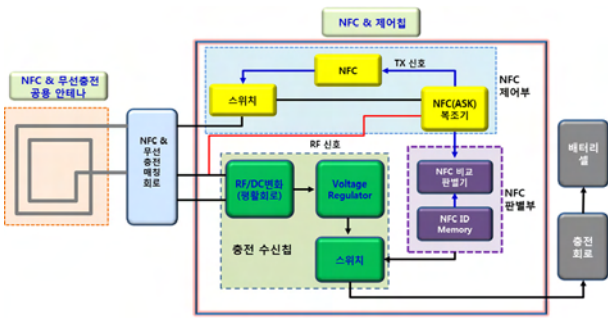 NFC & 제어칩
NFC & 무선충전
공용 안테나
NFC &
무선
충전
매칭
회로
NFC
TX 신호
스위치
NFC(ASK)
복조기
NFC
제어부
RF 신호
RF/DC변화
(평활회로)
Voltage
Regulator
스위치
충전 수신칩
NFC 비교
판별기
NFC ID
Memory
NFC
판별부
배터리
셀
충전
회로